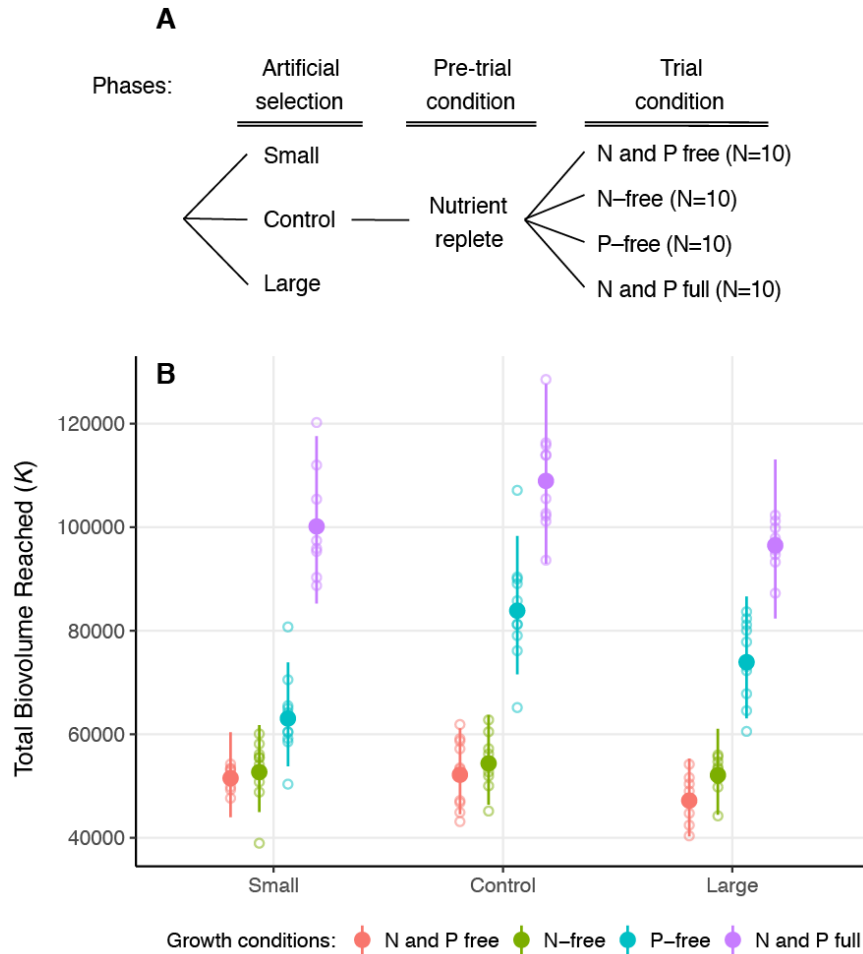 A
Phases:
Artificial
selection
Pre-trial
condition
Trial
condition
Small
Control
Large
Nutrient
replete
N and P free (N=10)
N–free (N=10)
P–free (N=10)
N and P full (N=10)
B
Total Biovolume Reached (K)
120000
100000
80000
60000
40000
Small Control Large
Growth conditions: N and P free N–free P–free N and P full